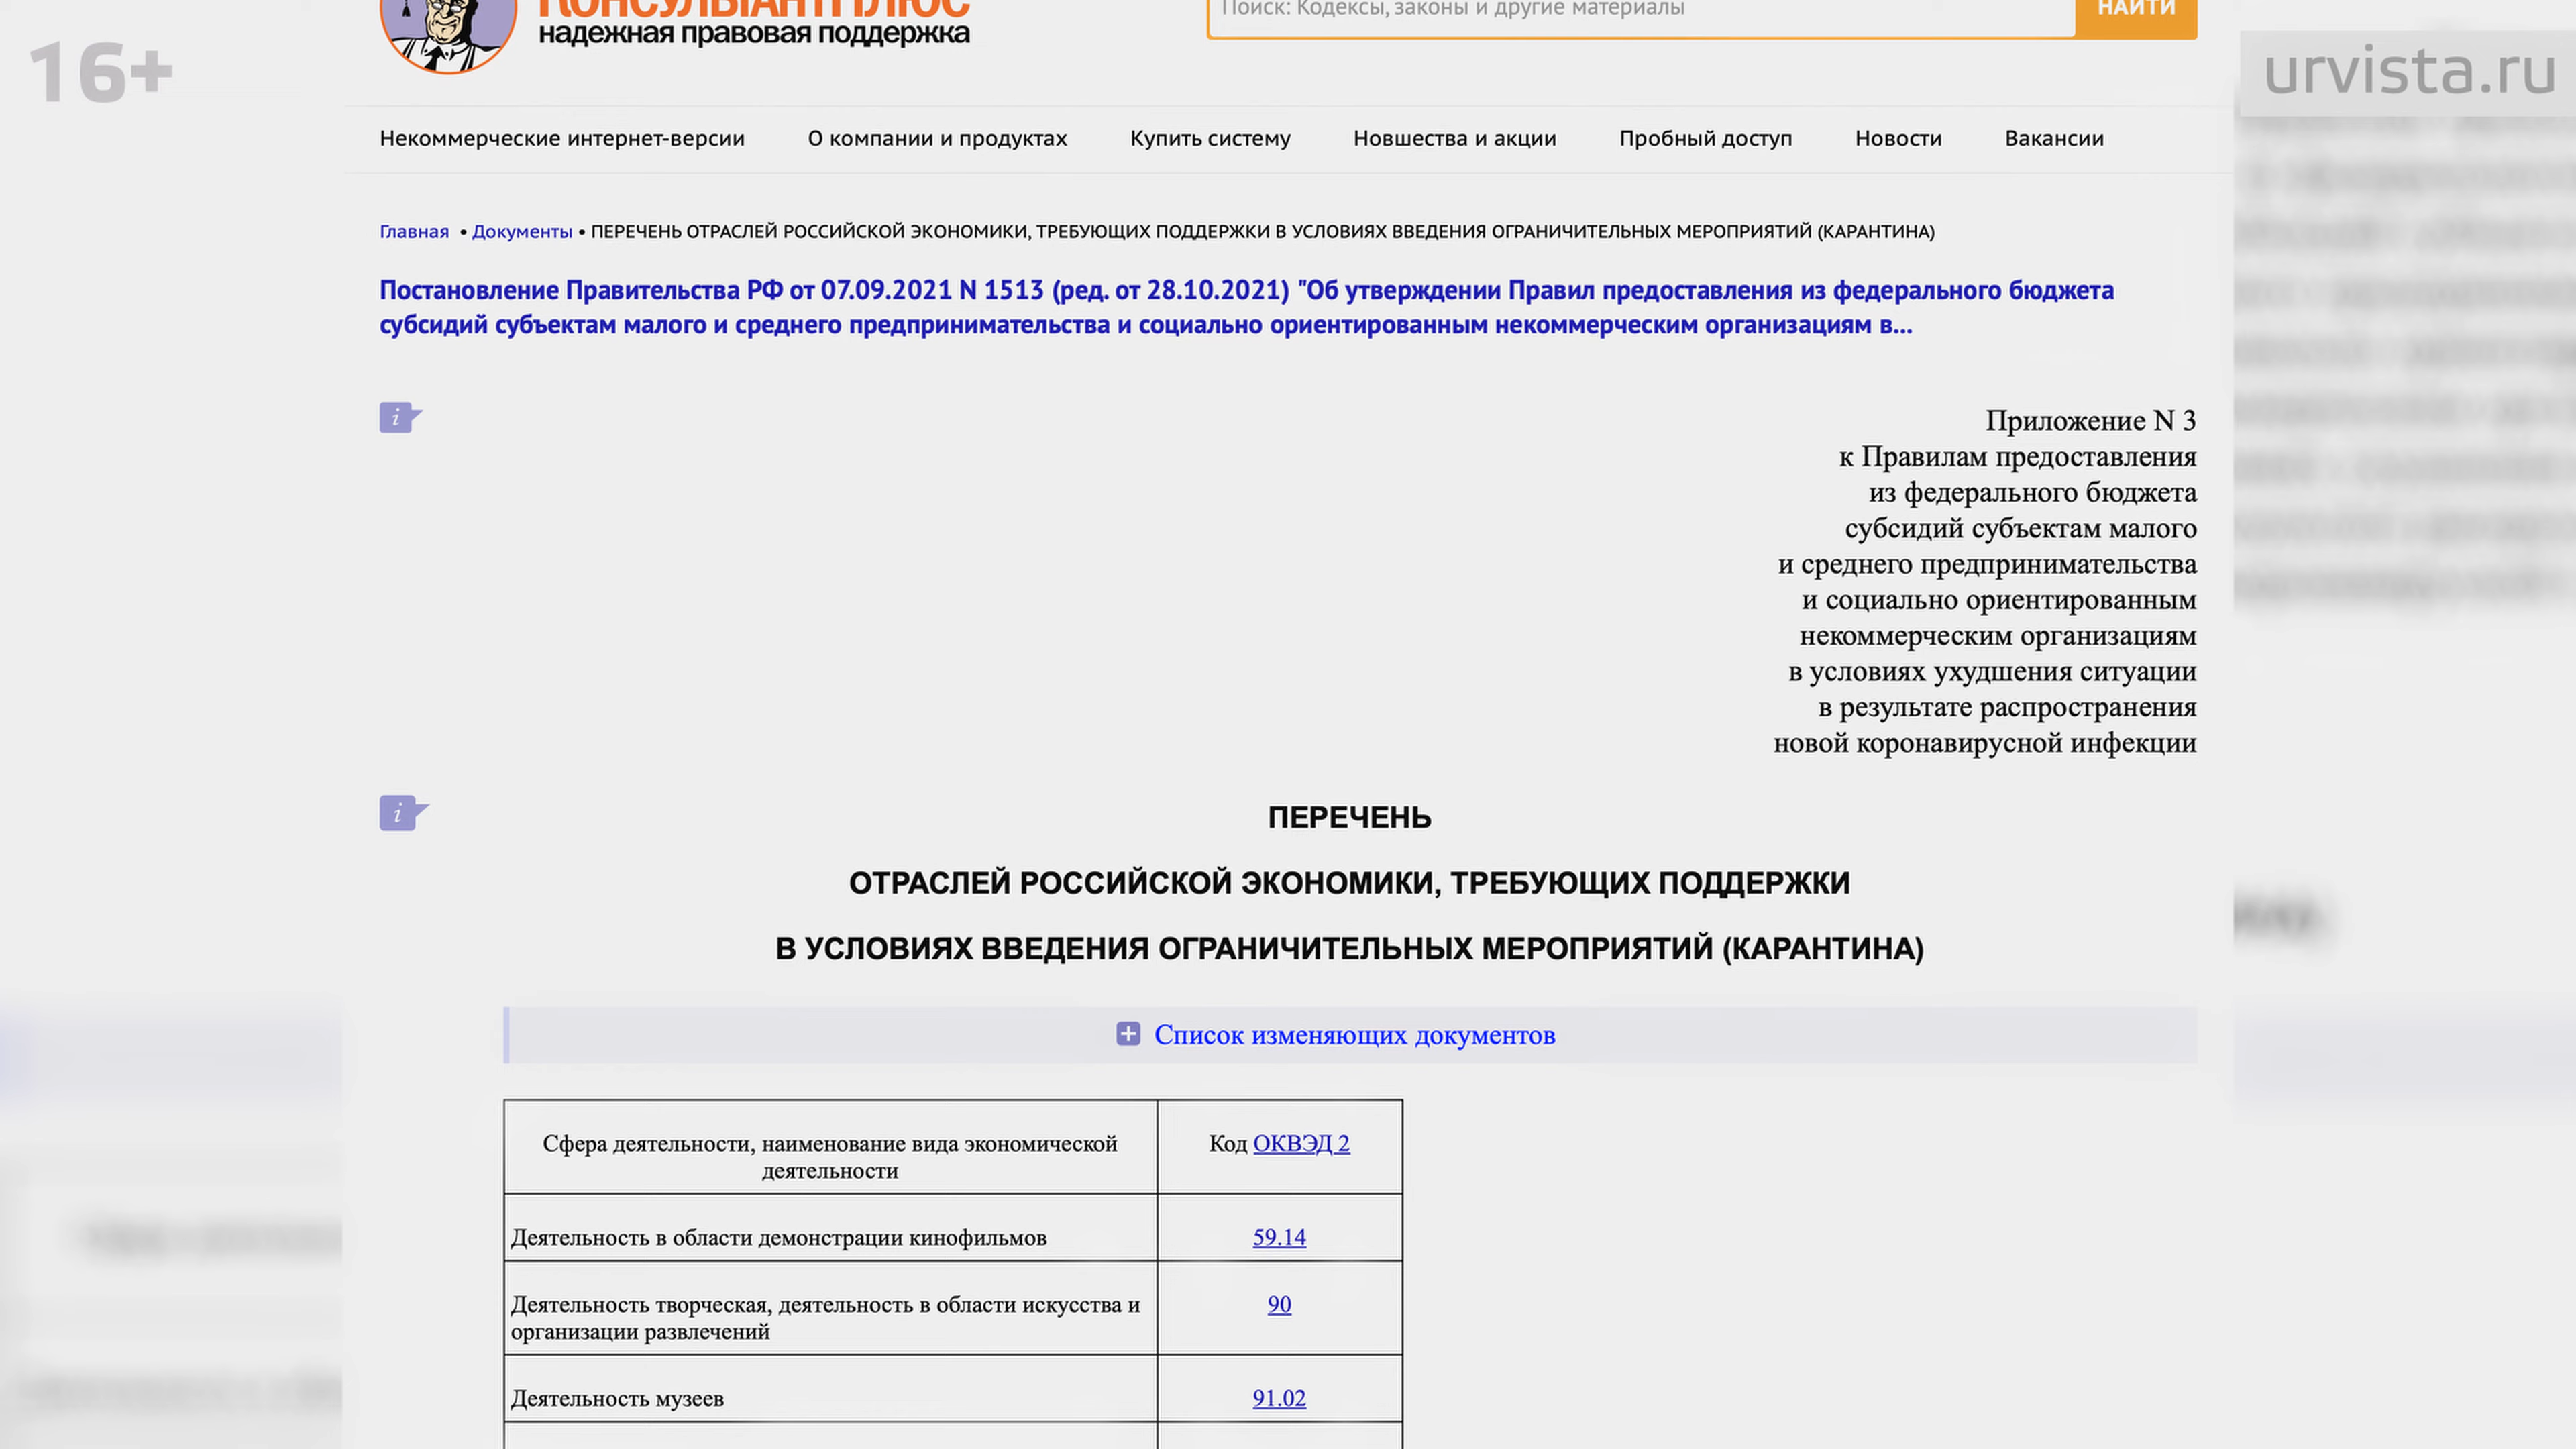 16+
urvista.ru
КОНСУЛЬТАНТПЛЮС
надежная правовая поддержка
Поиск: Кодексы, законы и другие материалы
НАЙТИ
Некоммерческие интернет-версии
О компании и продуктах
Купить систему
Новшества и акции
Пробный доступ
Новости
Вакансии
Главная • Документы • ПЕРЕЧЕНЬ ОТРАСЛЕЙ РОССИЙСКОЙ ЭКОНОМИКИ, ТРЕБУЮЩИХ ПОДДЕРЖКИ В УСЛОВИЯХ ВВЕДЕНИЯ ОГРАНИЧИТЕЛЬНЫХ МЕРОПРИЯТИЙ (КАРАНТИНА)
Постановление Правительства РФ от 07.09.2021 N 1513 (ред. от 28.10.2021) "Об утверждении Правил предоставления из федерального бюджета
субсидий субъектам малого и среднего предпринимательства и социально ориентированным некоммерческим организациям в...
Приложение N 3
к Правилам предоставления
из федерального бюджета
субсидий субъектам малого
и среднего предпринимательства
и социально ориентированным
некоммерческим организациям
в условиях ухудшения ситуации
в результате распространения
новой коронавирусной инфекции
ПЕРЕЧЕНЬ
ОТРАСЛЕЙ РОССИЙСКОЙ ЭКОНОМИКИ, ТРЕБУЮЩИХ ПОДДЕРЖКИ
В УСЛОВИЯХ ВВЕДЕНИЯ ОГРАНИЧИТЕЛЬНЫХ МЕРОПРИЯТИЙ (КАРАНТИНА)
Список изменяющих документов
Сфера деятельности, наименование вида экономической
деятельности
Код ОКВЭД 2
Деятельность в области демонстрации кинофильмов
59.14
Деятельность творческая, деятельность в области искусства и
организации развлечений
90
Деятельность музеев
91.02